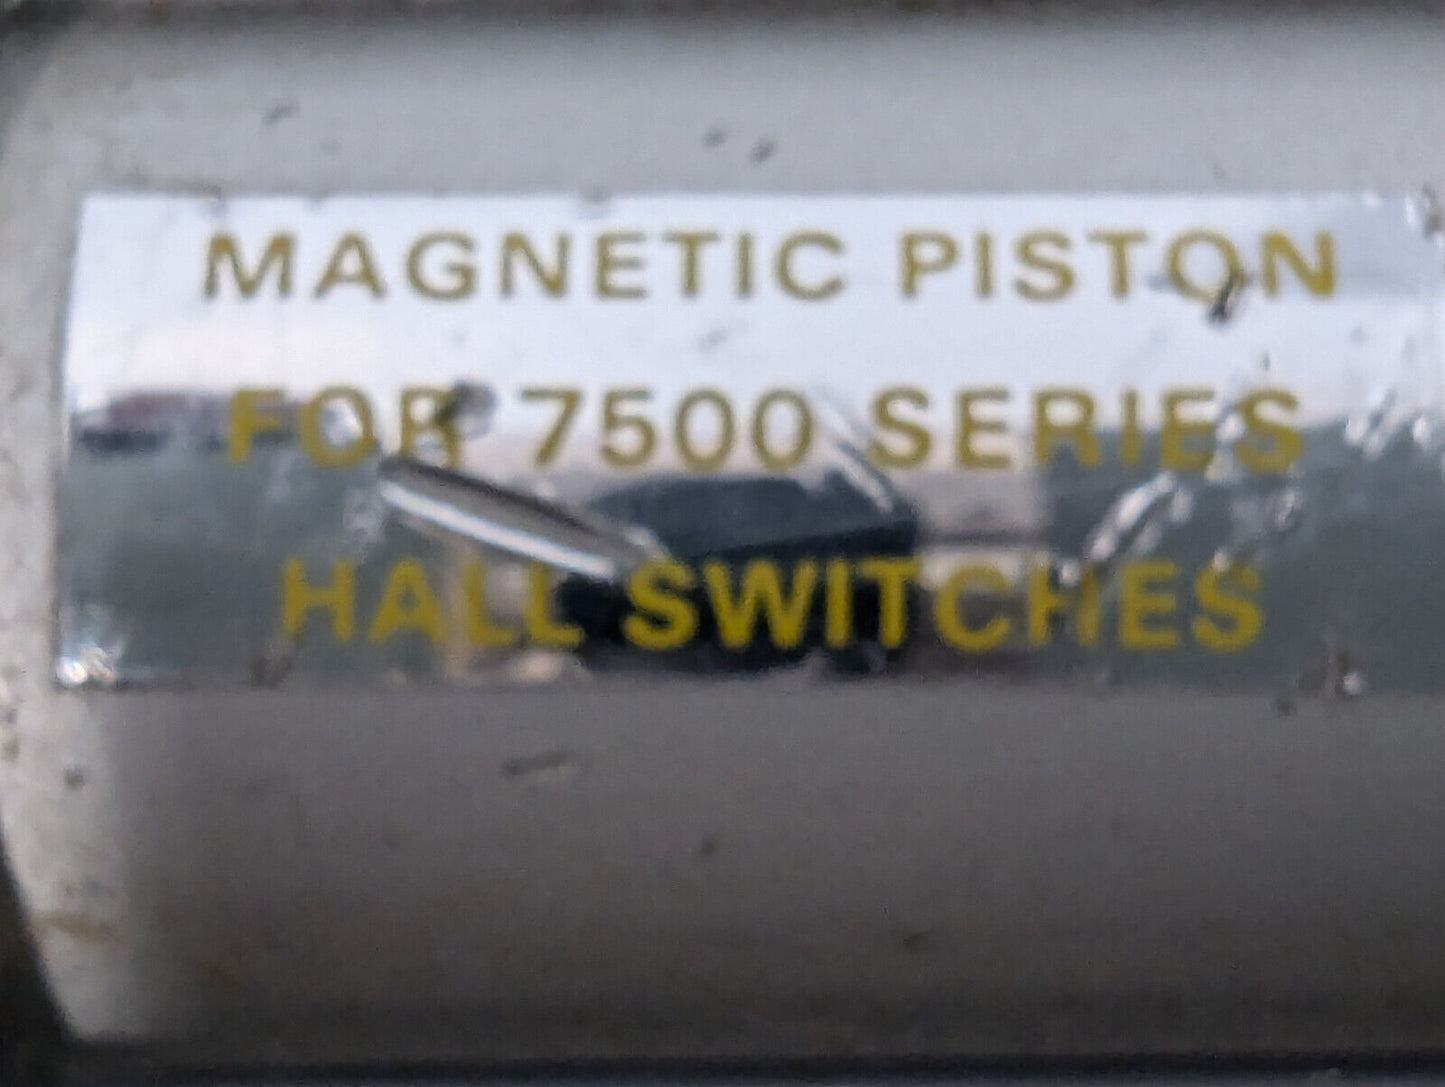 MAGNETIC PISTON
FOR 7500 SERIES
HALL SWITCHES